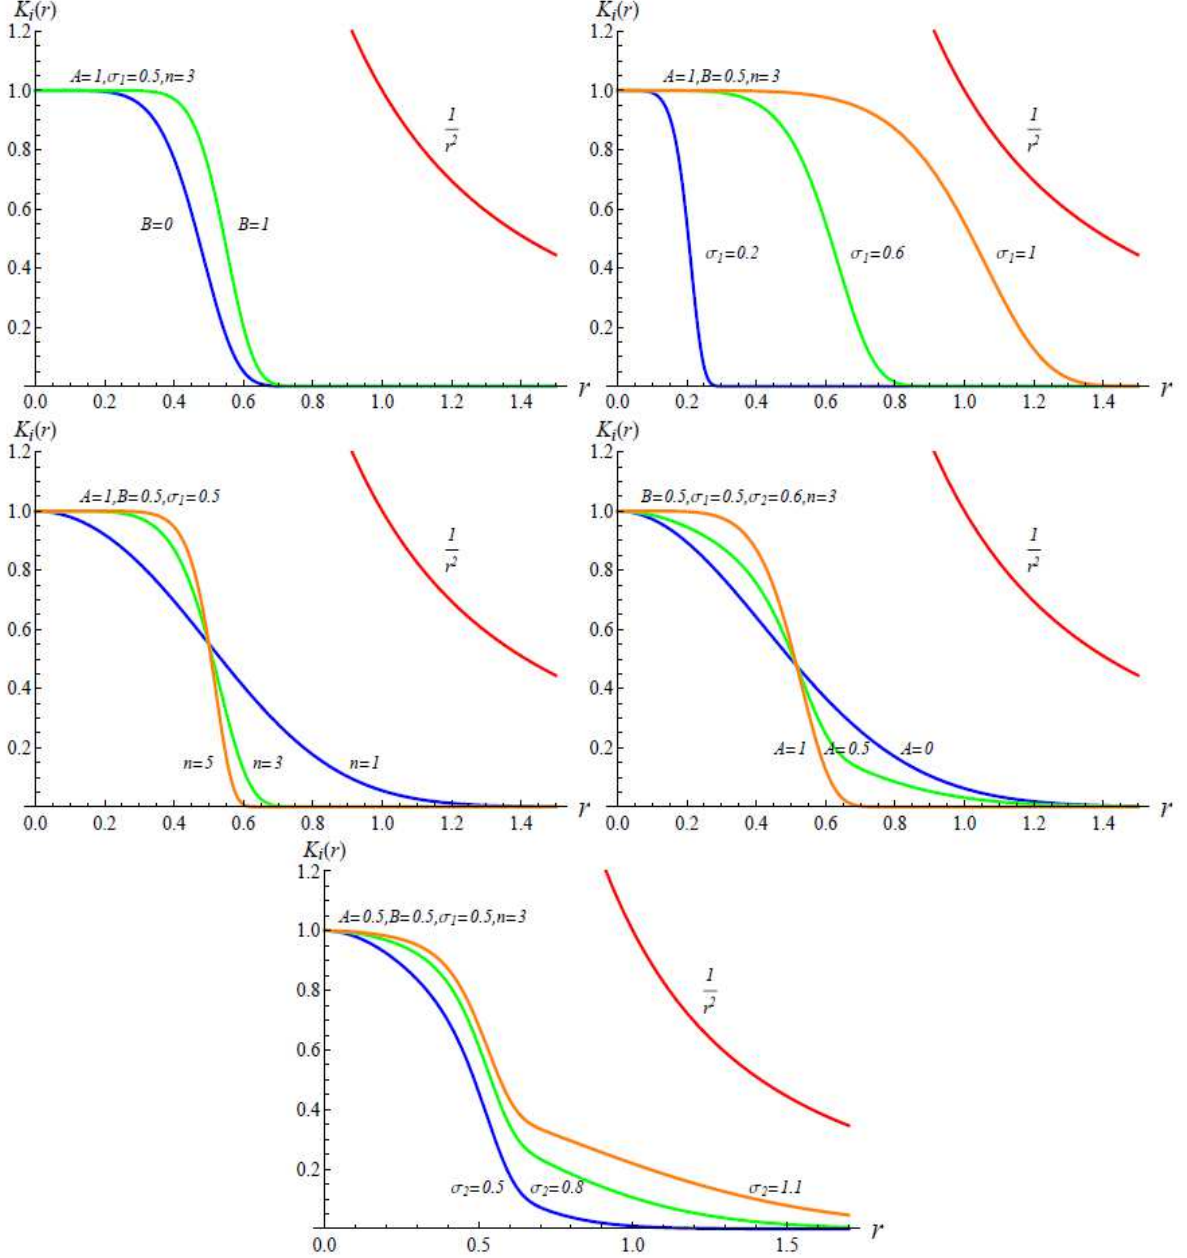 K_i(r)
1.2
1.0
0.8
0.6
0.4
0.2
A=1,σ_1=0.5,n=3
1/r^2
B=0
B=1
0.0 0.2 0.4 0.6 0.8 1.0 1.2 1.4 r
K_i(r)
1.2
1.0
0.8
0.6
0.4
0.2
A=1,B=0.5,n=3
1/r^2
σ_1=0.2
σ_1=0.6
σ_1=1
0.0 0.2 0.4 0.6 0.8 1.0 1.2 1.4 r
K_i(r)
1.2
1.0
0.8
0.6
0.4
0.2
A=1,B=0.5,σ_1=0.5
1/r^2
n=5
n=3
n=1
0.0 0.2 0.4 0.6 0.8 1.0 1.2 1.4 r
K_i(r)
1.2
1.0
0.8
0.6
0.4
0.2
B=0.5,σ_1=0.5,σ_2=0.6,n=3
1/r^2
A=1
A=0.5
A=0
0.0 0.2 0.4 0.6 0.8 1.0 1.2 1.4 r
K_i(r)
1.2
1.0
0.8
0.6
0.4
0.2
A=0.5,B=0.5,σ_1=0.5,n=3
1/r^2
σ_2=0.5
σ_2=0.8
σ_2=1.1
0.0 0.5 1.0 1.5 r